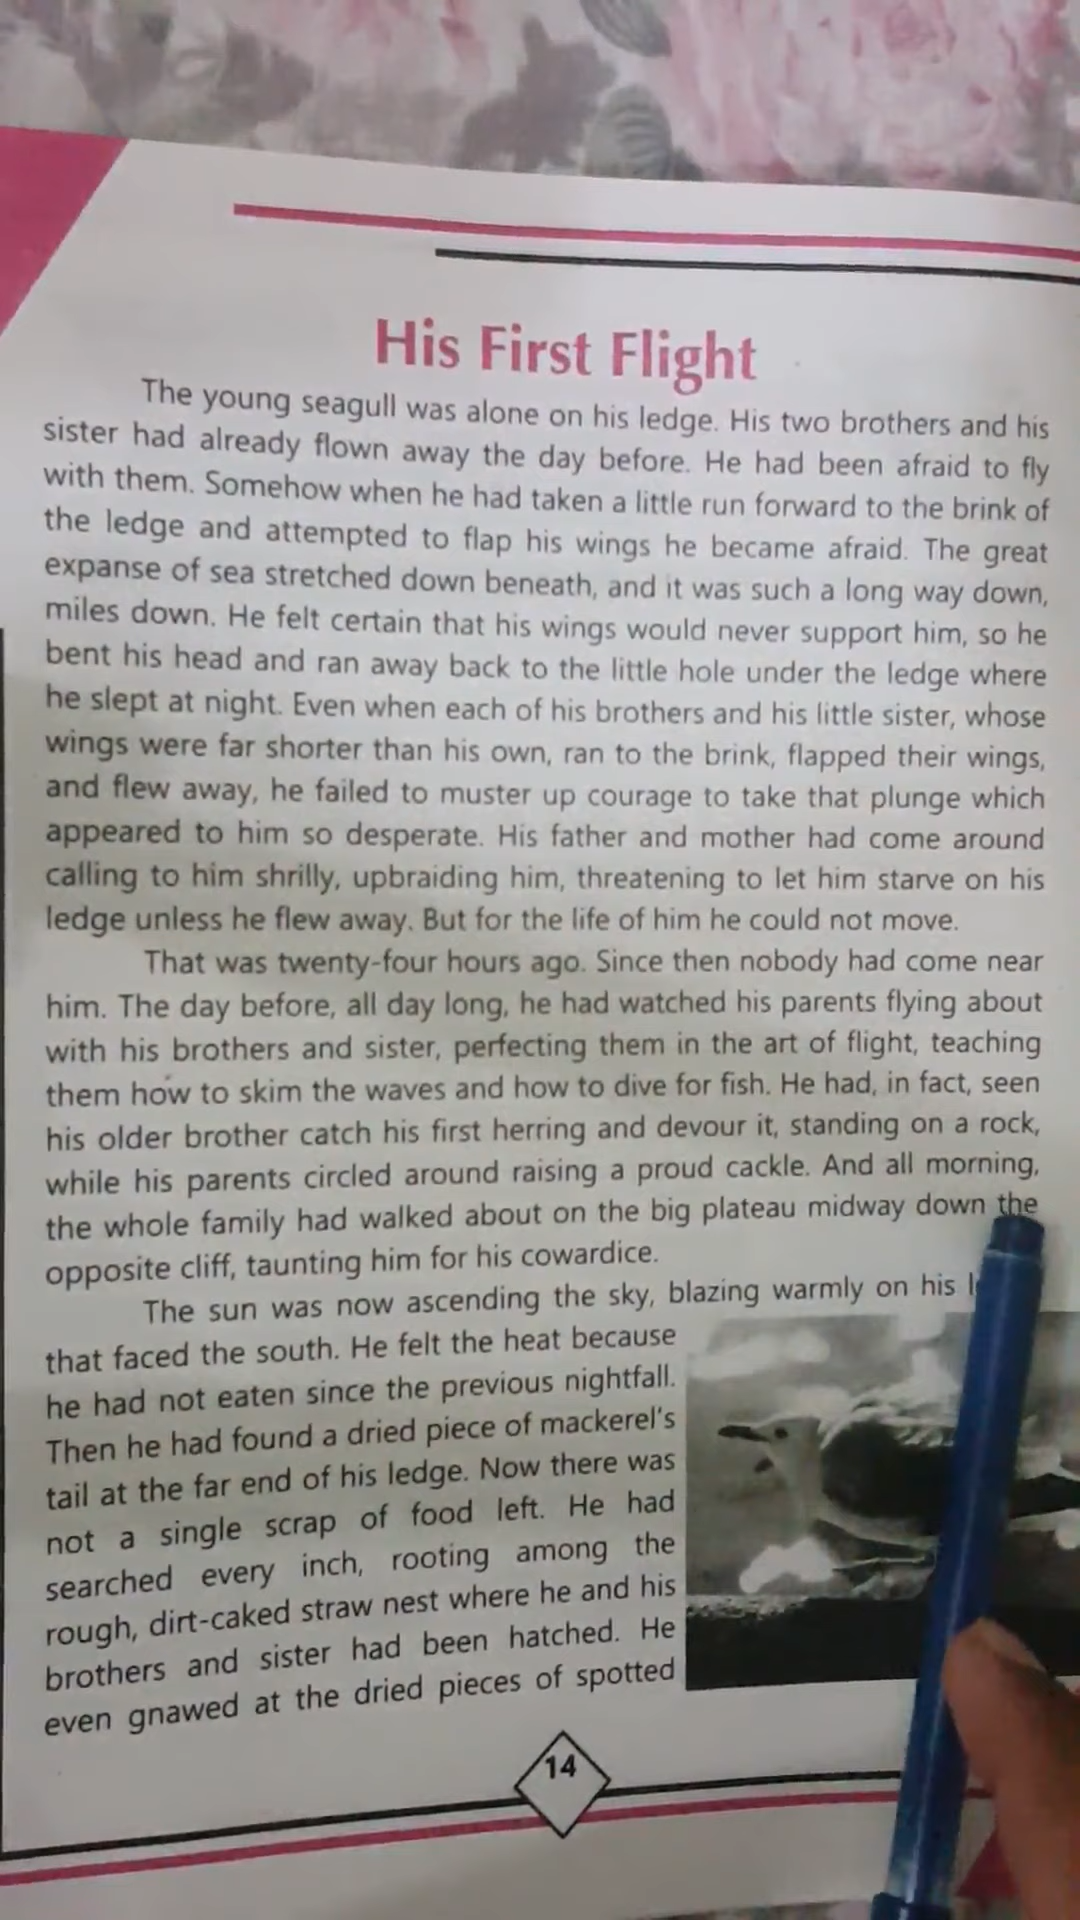 His First Flight
The young seagull was alone on his ledge. His two brothers and his
sister had already flown away the day before. He had been afraid to fly
with them. Somehow when he had taken a little run forward to the brink of
the ledge and attempted to flap his wings he became afraid. The great
expanse of sea stretched down beneath, and it was such a long way down,
miles down. He felt certain that his wings would never support him, so he
bent his head and ran away back to the little hole under the ledge where
he slept at night. Even when each of his brothers and his little sister, whose
wings were far shorter than his own, ran to the brink, flapped their wings,
and flew away, he failed to muster up courage to take that plunge which
appeared to him so desperate. His father and mother had come around
calling to him shrilly, upbraiding him, threatening to let him starve on his
ledge unless he flew away. But for the life of him he could not move.
That was twenty-four hours ago. Since then nobody had come near
him. The day before, all day long, he had watched his parents flying about
with his brothers and sister, perfecting them in the art of flight, teaching
them how to skim the waves and how to dive for fish. He had, in fact, seen
his older brother catch his first herring and devour it, standing on a rock,
while his parents circled around raising a proud cackle. And all morning,
the whole family had walked about on the big plateau midway down the
opposite cliff, taunting him for his cowardice.
The sun was now ascending the sky, blazing warmly on his
that faced the south. He felt the heat because
he had not eaten since the previous nightfall.
Then he had found a dried piece of mackerel's
tail at the far end of his ledge. Now there was
not a single scrap of food left. He had
searched every inch, rooting among the
rough, dirt-caked straw nest where he and his
brothers and sister had been hatched. He
even gnawed at the dried pieces of spotted
14